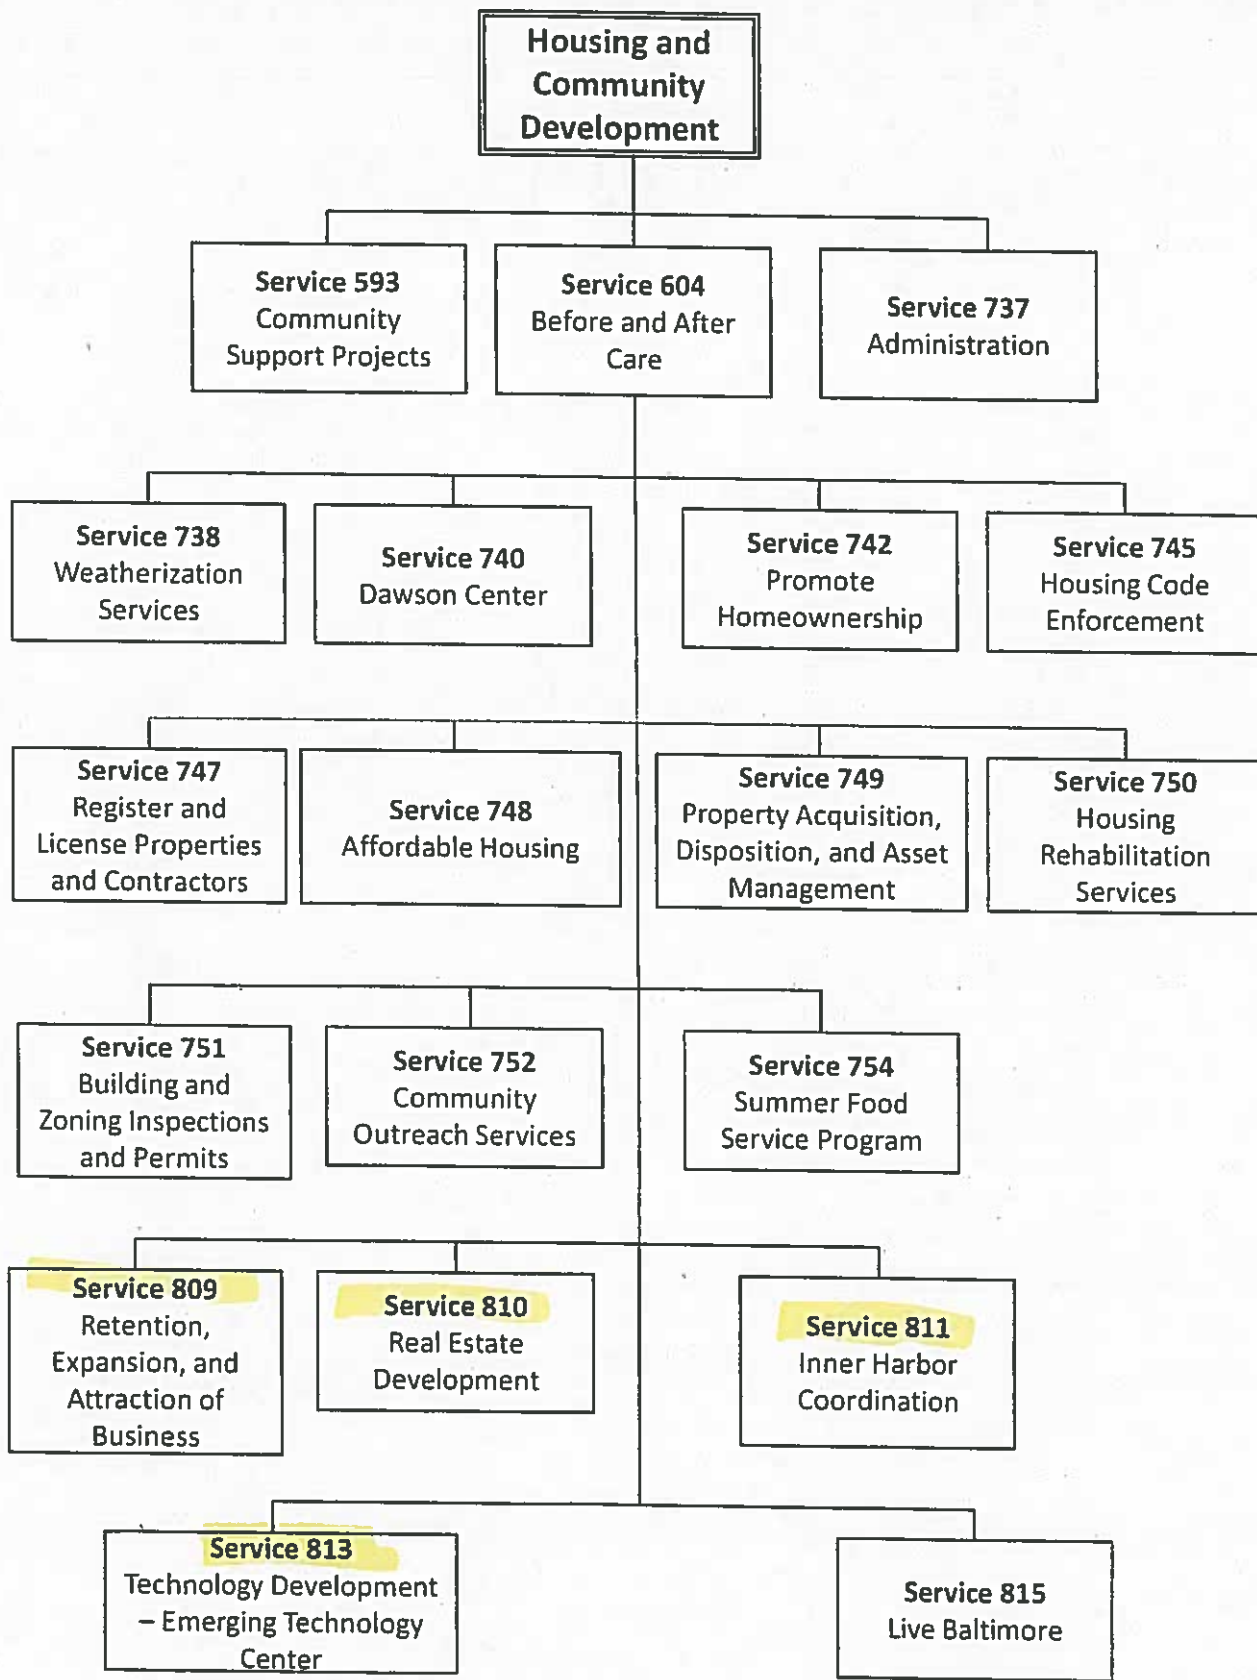 Housing and
Community
Development
Service 593
Community
Support Projects
Service 604
Before and After
Care
Service 737
Administration
Service 738
Weatherization
Services
Service 740
Dawson Center
Service 742
Promote
Homeownership
Service 745
Housing Code
Enforcement
Service 747
Register and
License Properties
and Contractors
Service 748
Affordable Housing
Service 749
Property Acquisition,
Disposition, and Asset
Management
Service 750
Housing
Rehabilitation
Services
Service 751
Building and
Zoning Inspections
and Permits
Service 752
Community
Outreach Services
Service 754
Summer Food
Service Program
Service 809
Retention,
Expansion, and
Attraction of
Business
Service 810
Real Estate
Development
Service 811
Inner Harbor
Coordination
Service 813
Technology Development
– Emerging Technology
Center
Service 815
Live Baltimore